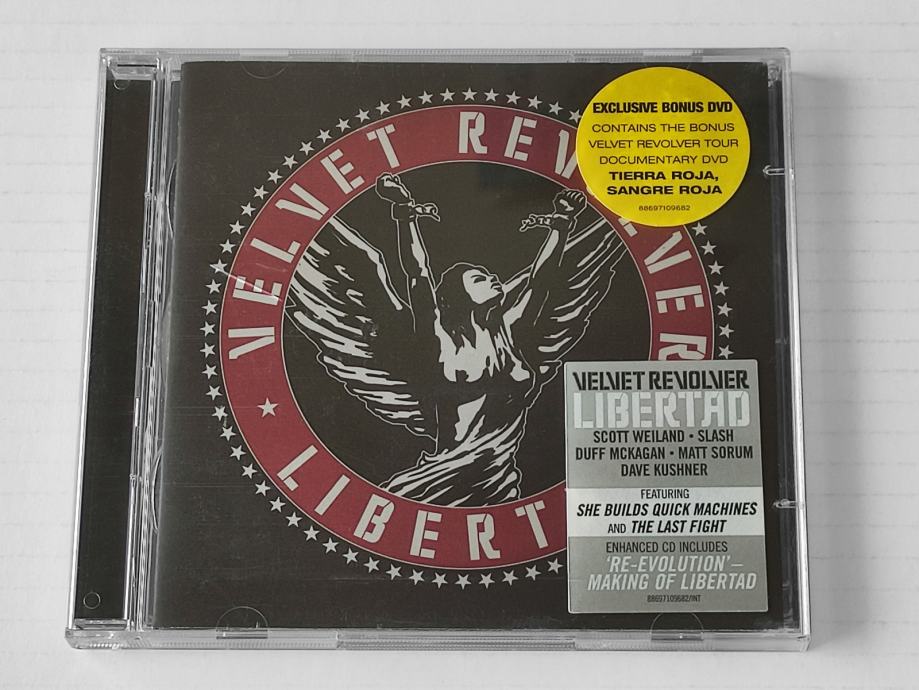 VELVET REVOLVER
LIBERT
EXCLUSIVE BONUS DVD
CONTAINS THE BONUS
VELVET REVOLVER TOUR
DOCUMENTARY DVD
TIERRA ROJA,
SANGRE ROJA
88697109682
VELVET REVOLVER
LIBERTAD
SCOTT WEILAND • SLASH
DUFF MCKAGAN • MATT SORUM
DAVE KUSHNER
FEATURING
SHE BUILDS QUICK MACHINES
AND THE LAST FIGHT
ENHANCED CD INCLUDES
'RE-EVOLUTION'–
MAKING OF LIBERTAD
88697109682/INT